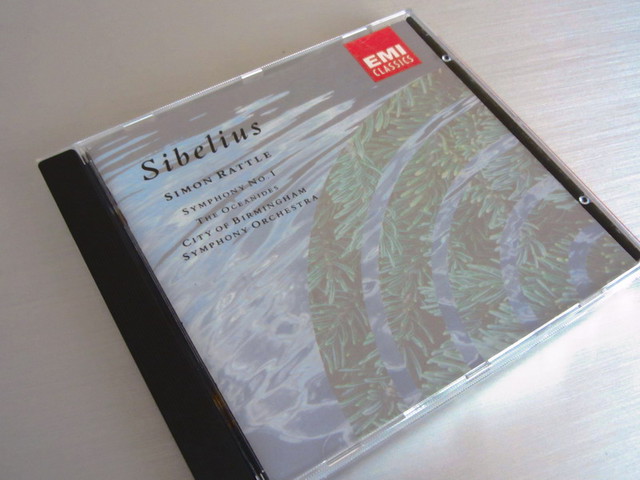 EMI
CLASSICS
Sibelius
SIMON RATTLE
SYMPHONY NO.1
THE OCEANIDES
CITY OF BIRMINGHAM
SYMPHONY ORCHESTRA